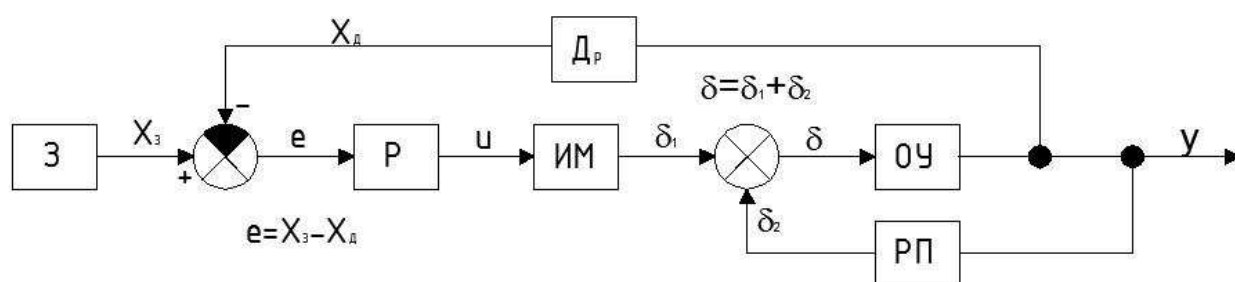 Xд
Др
δ=δ₁+δ₂
З
Xз
+
−
e
Р
u
ИМ
δ₁
δ
ОУ
y
e=Xз−Xд
δ₂
РП